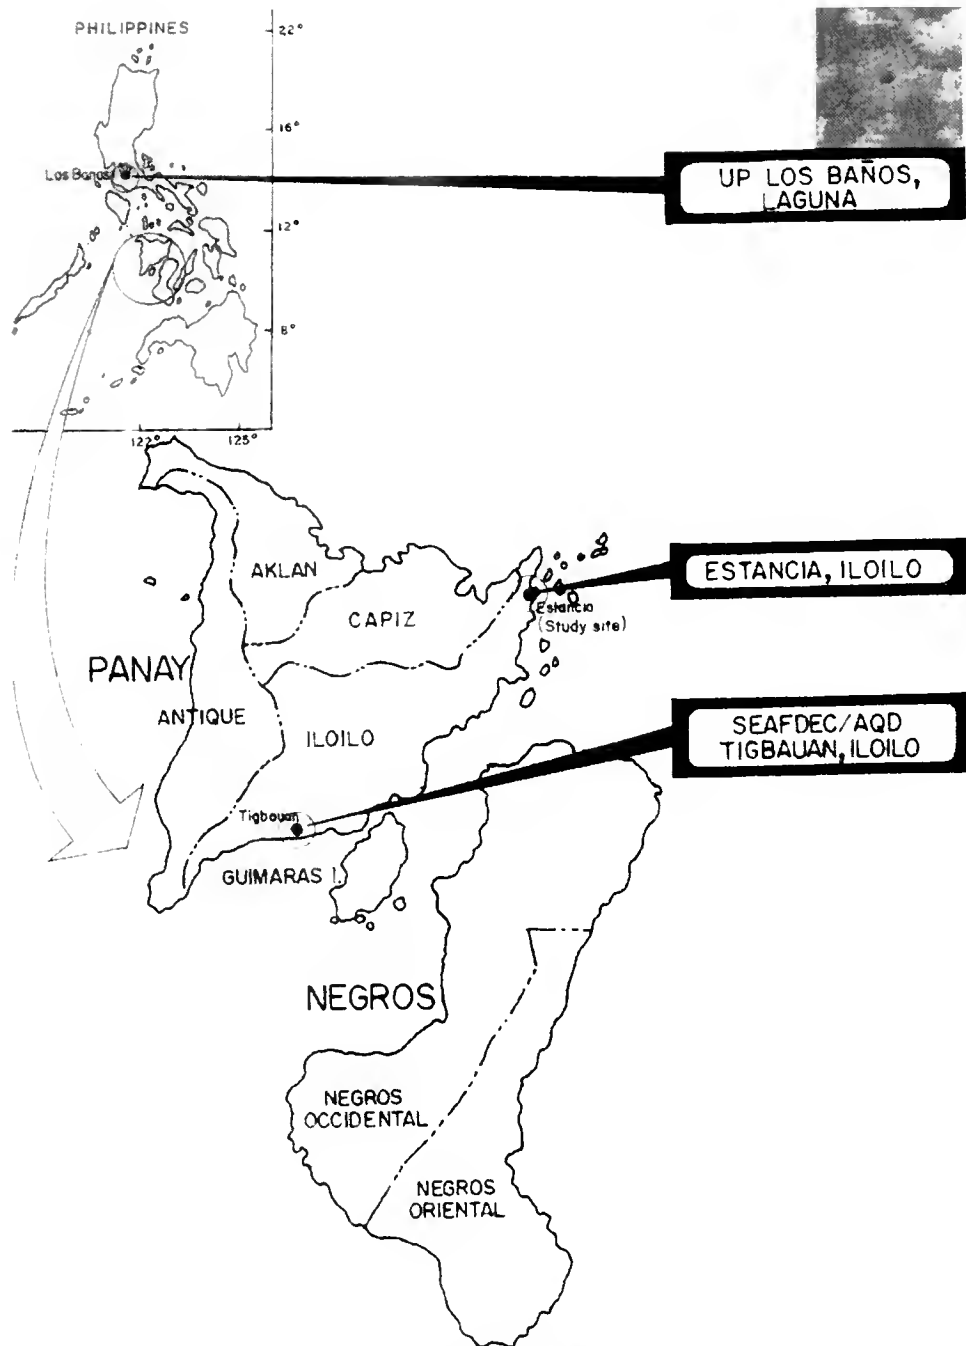 PHILIPPINES
22°
16°
Los Baños
UP LOS BAÑOS,
LAGUNA
12°
8°
122°
125°
AKLAN
CAPIZ
ESTANCIA, ILOILO
Estancia
(Study site)
PANAY
ANTIQUE
ILOILO
SEAFDEC/AQD
TIGBAUAN, ILOILO
Tigbauan
GUIMARAS I.
NEGROS
NEGROS
OCCIDENTAL
NEGROS
ORIENTAL